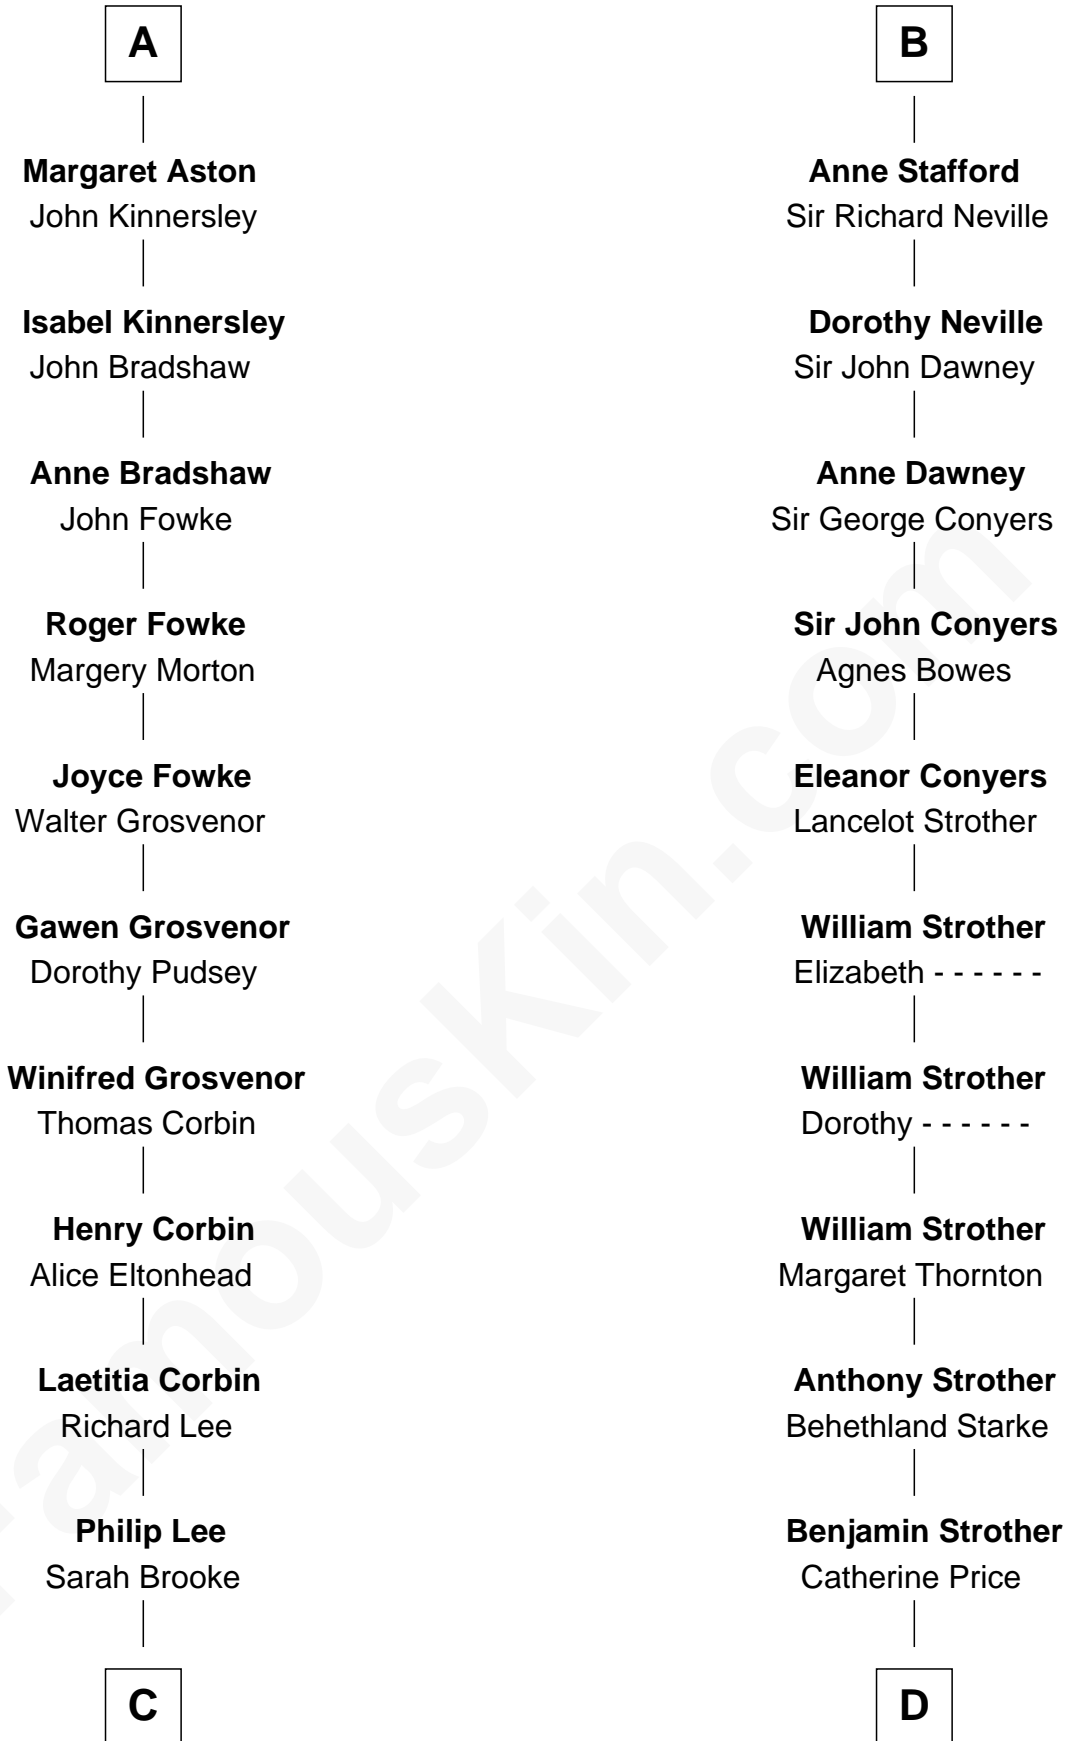 A
Margaret Aston
John Kinnersley
Isabel Kinnersley
John Bradshaw
Anne Bradshaw
John Fowke
Roger Fowke
Margery Morton
Joyce Fowke
Walter Grosvenor
Gawen Grosvenor
Dorothy Pudsey
Winifred Grosvenor
Thomas Corbin
Henry Corbin
Alice Eltonhead
Laetitia Corbin
Richard Lee
Philip Lee
Sarah Brooke
C
B
Anne Stafford
Sir Richard Neville
Dorothy Neville
Sir John Dawney
Anne Dawney
Sir George Conyers
Sir John Conyers
Agnes Bowes
Eleanor Conyers
Lancelot Strother
William Strother
Elizabeth - - - - - -
William Strother
Dorothy - - - - - -
William Strother
Margaret Thornton
Anthony Strother
Behethland Starke
Benjamin Strother
Catherine Price
D
FamousKin.com